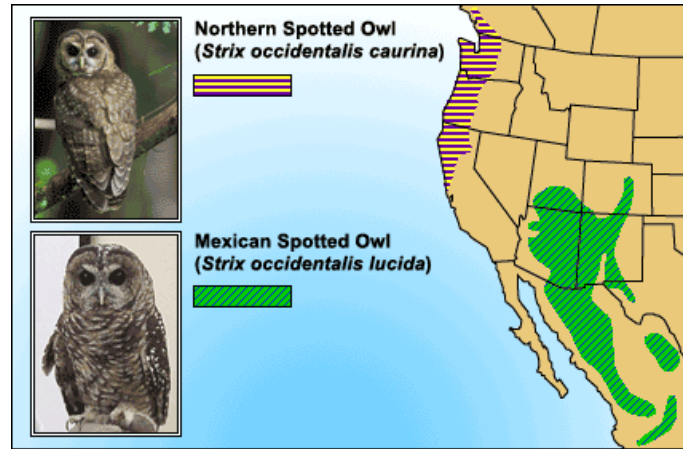 Northern Spotted Owl
(Strix occidentalis caurina)
Mexican Spotted Owl
(Strix occidentalis lucida)